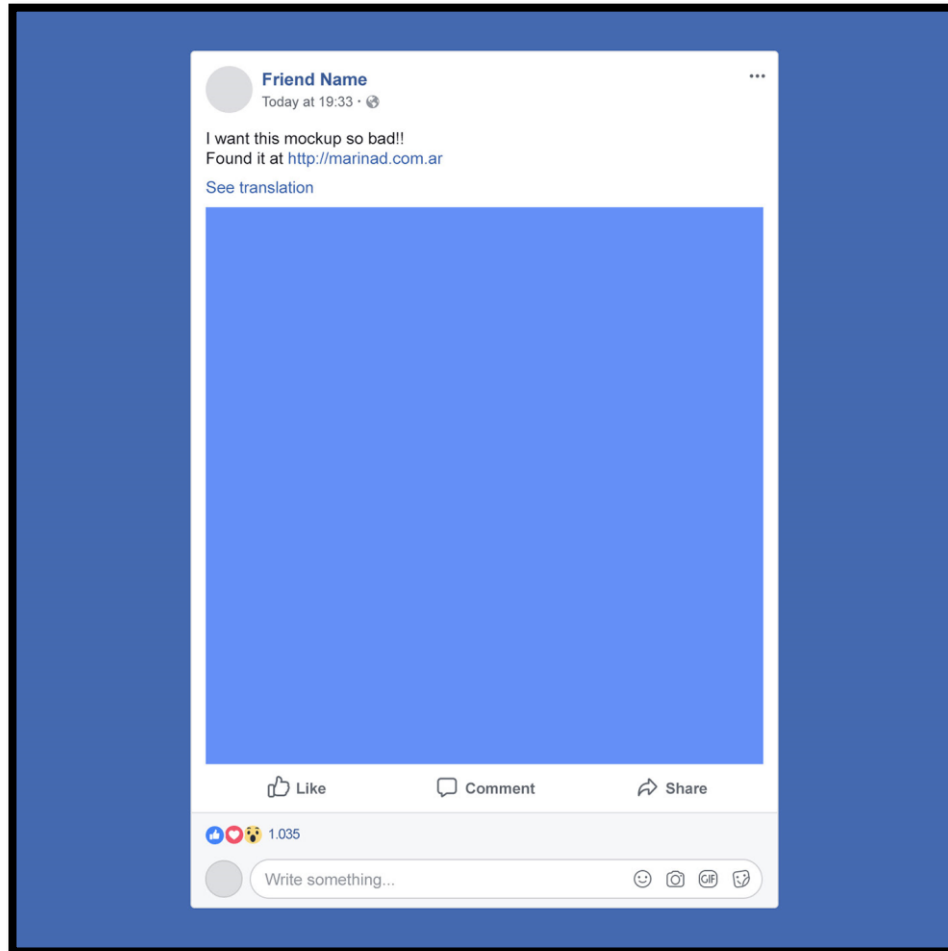 Friend Name
Today at 19:33 ·
I want this mockup so bad!!
Found it at http://marinad.com.ar
See translation
Like Comment Share
1.035
Write something...
GIF